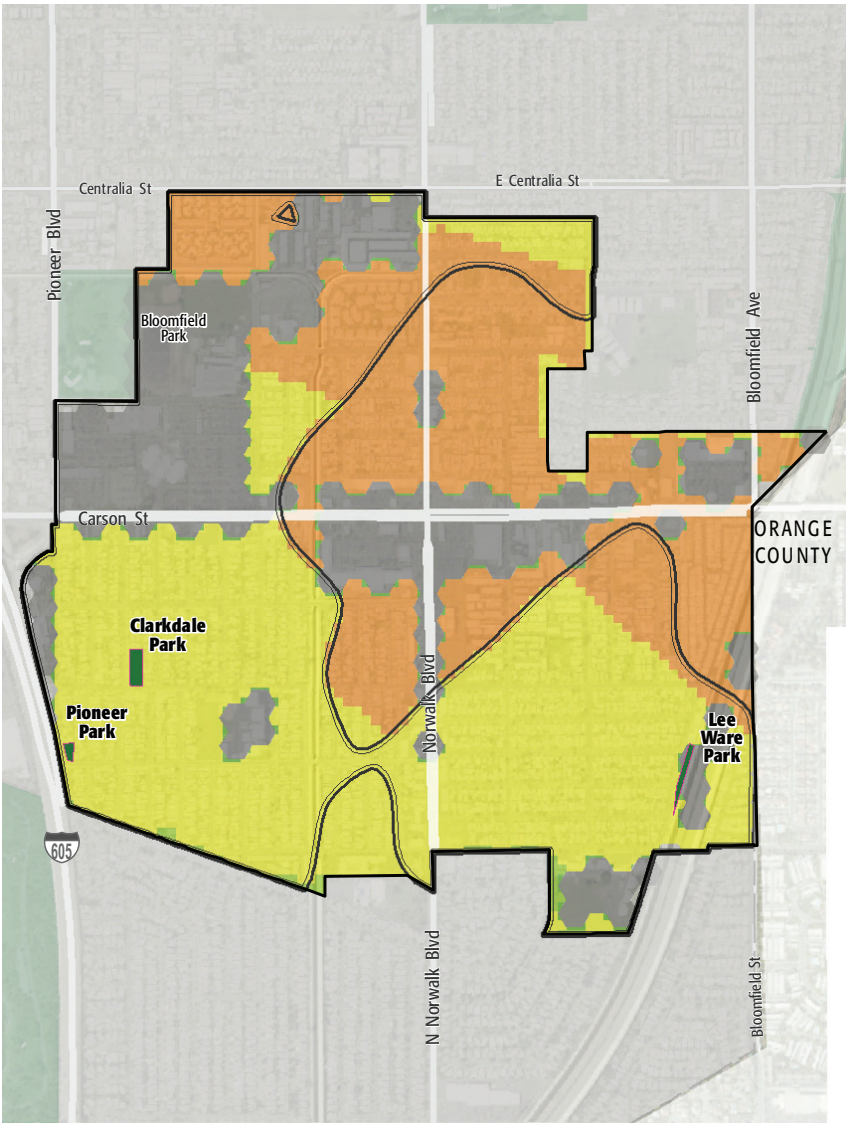 Centralia St
E Centralia St
Pioneer Blvd
Bloomfield
Park
Bloomfield Ave
Carson St
ORANGE
COUNTY
Clarkdale
Park
Pioneer
Park
Norwalk Blvd
Lee
Ware
Park
605
N Norwalk Blvd
Bloomfield St